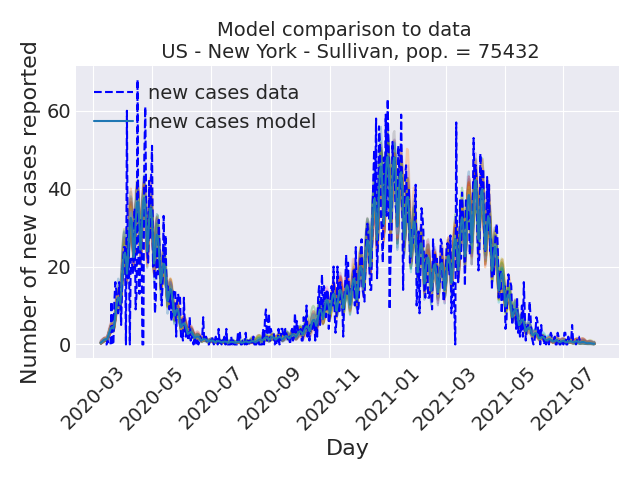 Model comparison to data
US - New York - Sullivan, pop. = 75432
Number of new cases reported
60
40
20
0
new cases data
new cases model
2020-03
2020-05
2020-07
2020-09
2020-11
2021-01
2021-03
2021-05
2021-07
Day